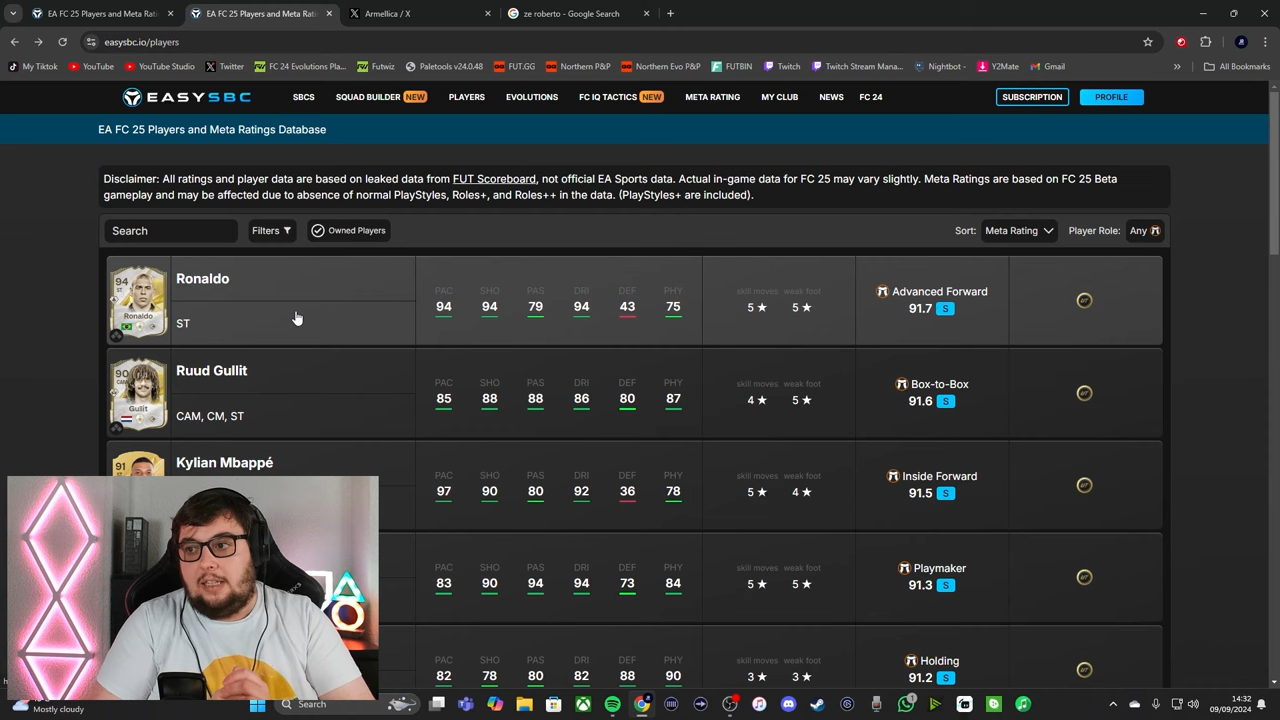 EA FC 25 Players and Meta Rati
EA FC 25 Players and Meta Rati
Armellica / X
ze roberto - Google Search
easysbc.io/players
My Tiktok
YouTube
YouTube Studio
Twitter
FC 24 Evolutions Pla...
Futwiz
Paletools v24.0.48
FUT.GG
Northern P&P
Northern Evo P&P
FUTBIN
Twitch
Twitch Stream Mana...
Nightbot -
Y2Mate
Gmail
All Bookmarks
EASYSBC
SBCS
SQUAD BUILDER NEW
PLAYERS
EVOLUTIONS
FC IQ TACTICS NEW
META RATING
MY CLUB
NEWS
FC 24
SUBSCRIPTION
PROFILE
EA FC 25 Players and Meta Ratings Database
Disclaimer: All ratings and player data are based on leaked data from FUT Scoreboard, not official EA Sports data. Actual in-game data for FC 25 may vary slightly. Meta Ratings are based on FC 25 Beta
gameplay and may be affected due to absence of normal PlayStyles, Roles+, and Roles++ in the data. (PlayStyles+ are included).
Search
Filters
Owned Players
Sort: Meta Rating
Player Role: Any
94
ST
Ronaldo
Ronaldo
ST
PAC SHO PAS DRI DEF PHY
94 94 79 94 43 75
skill moves weak foot
5 ★ 5 ★
Advanced Forward
91.7 S
90
CAM
Gullit
Ruud Gullit
CAM, CM, ST
PAC SHO PAS DRI DEF PHY
85 88 88 86 80 87
skill moves weak foot
4 ★ 5 ★
Box-to-Box
91.6 S
91
Kylian Mbappé
PAC SHO PAS DRI DEF PHY
97 90 80 92 36 78
skill moves weak foot
5 ★ 4 ★
Inside Forward
91.5 S
PAC SHO PAS DRI DEF PHY
83 90 94 94 73 84
skill moves weak foot
5 ★ 5 ★
Playmaker
91.3 S
PAC SHO PAS DRI DEF PHY
82 78 80 82 88 90
skill moves weak foot
3 ★ 3 ★
Holding
91.2 S
Mostly cloudy
Search
14:32
09/09/2024